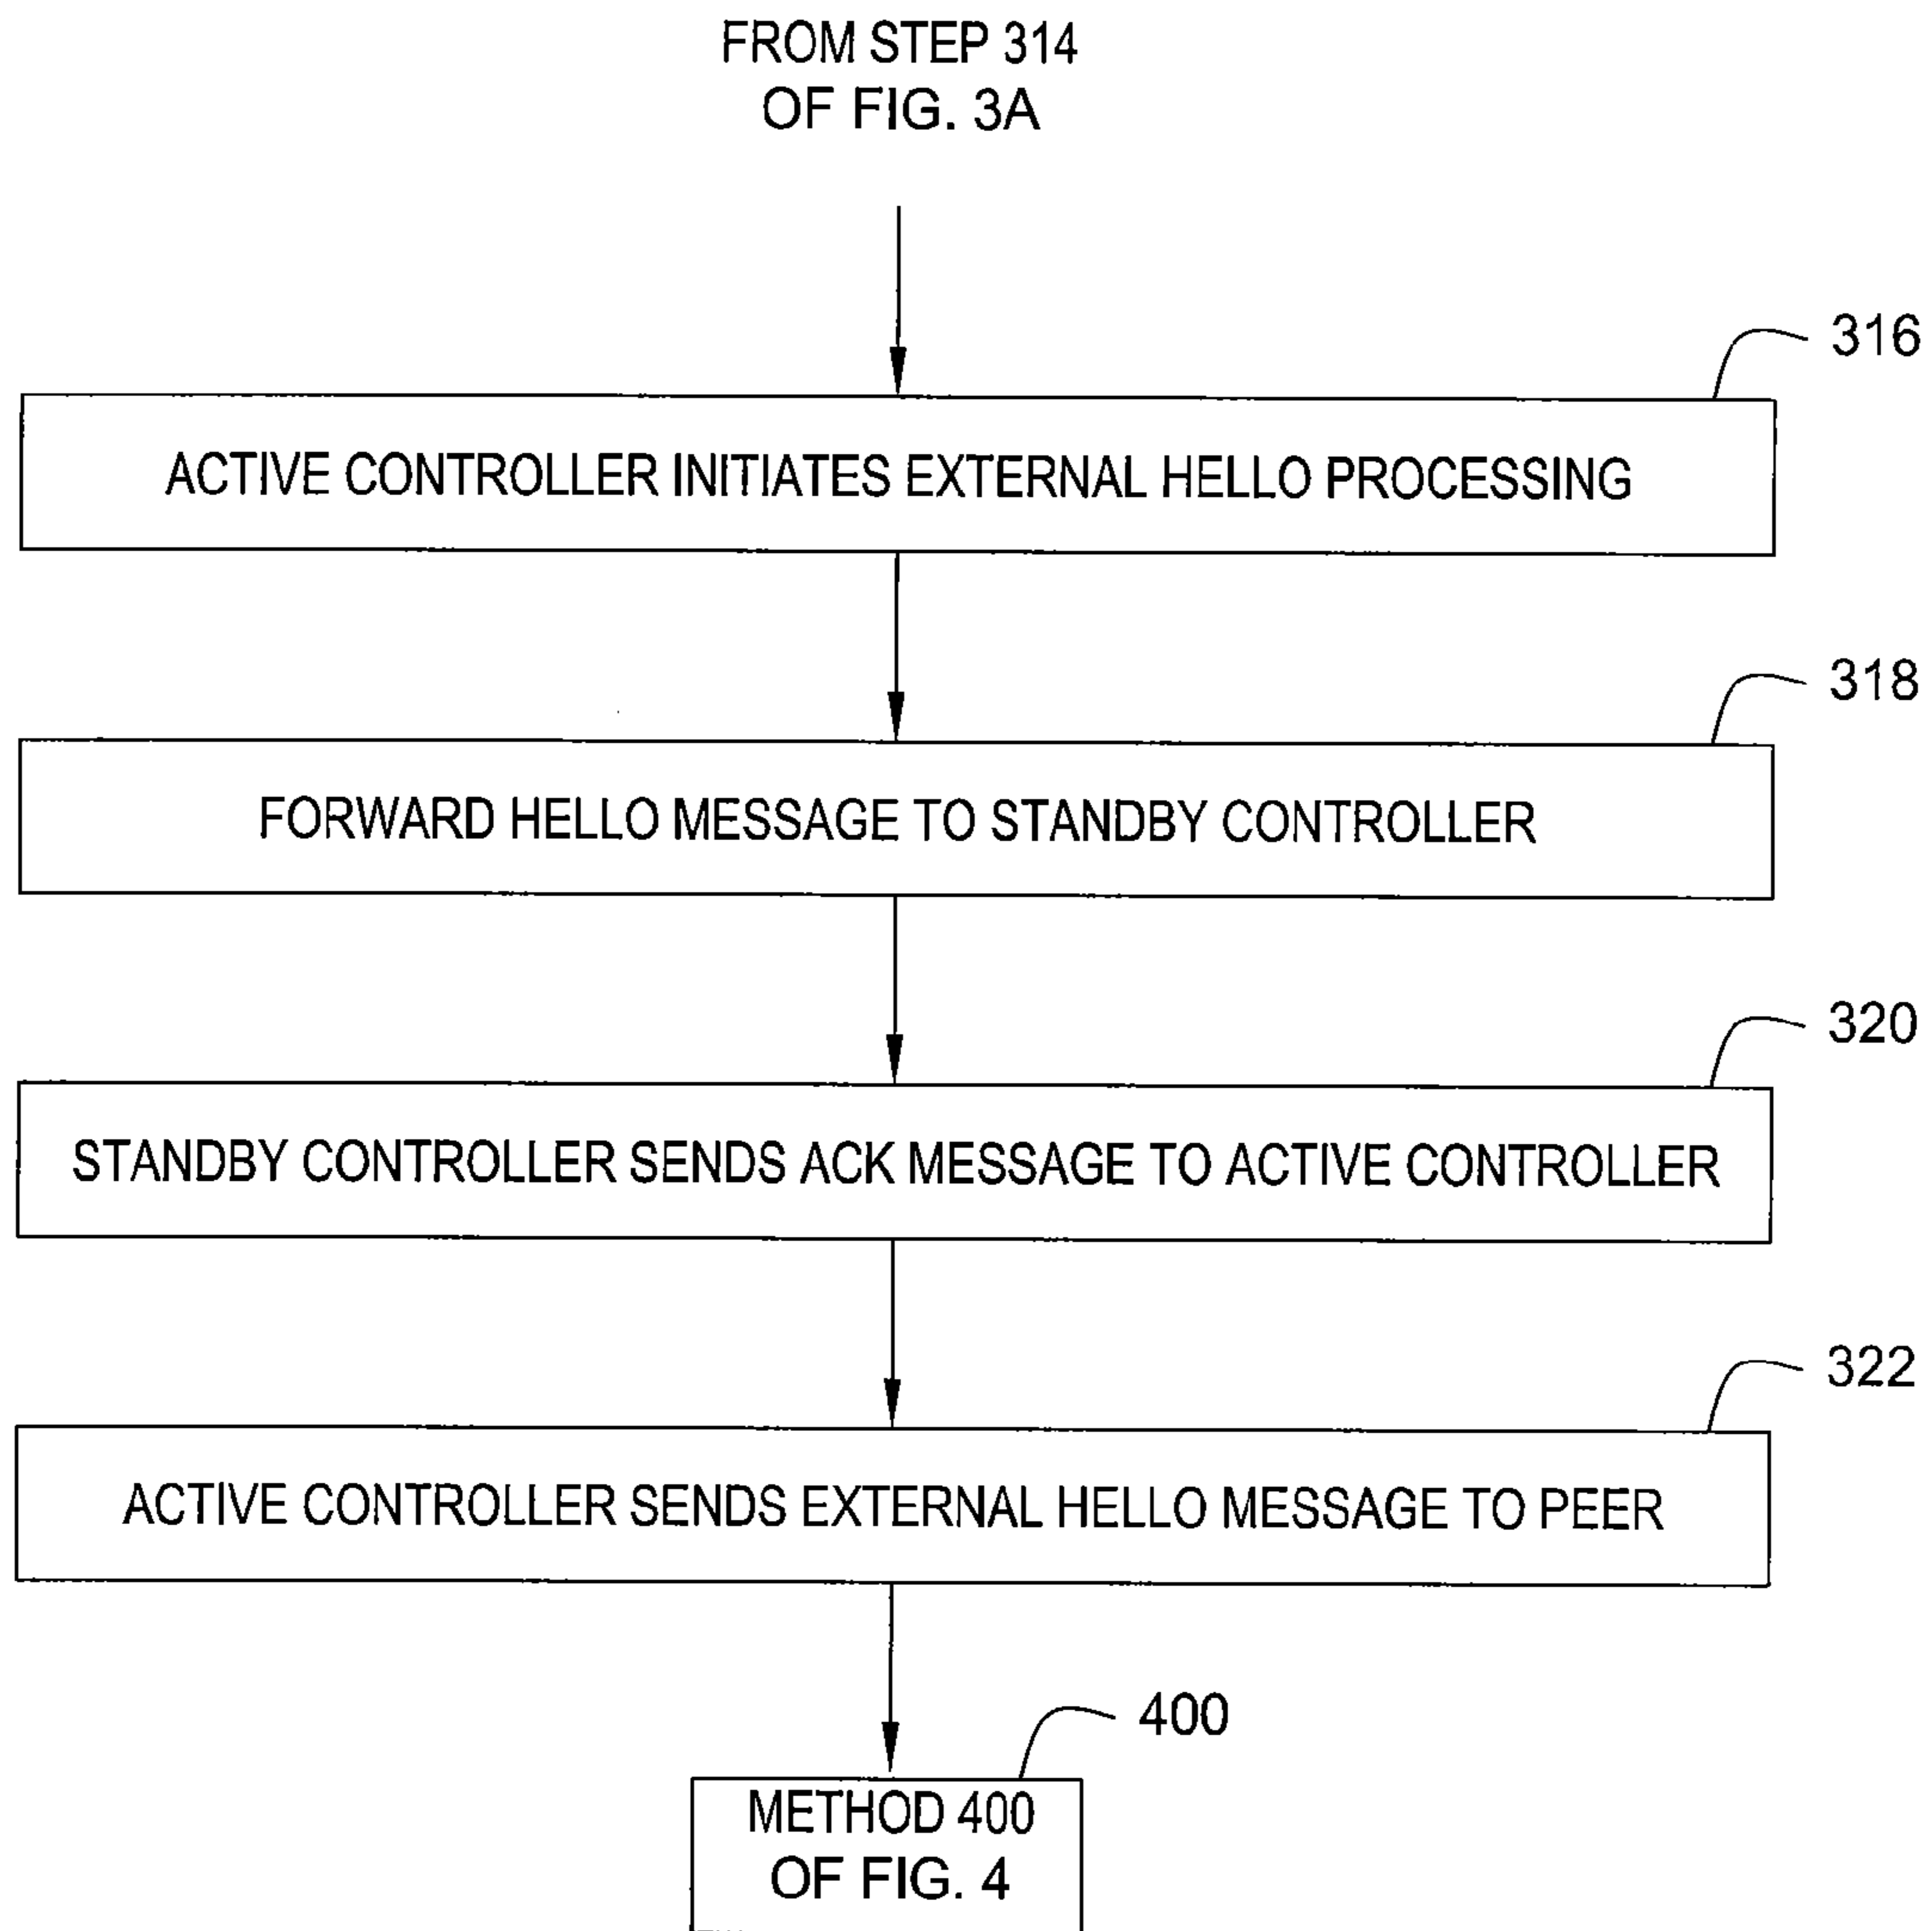 FROM STEP 314
OF FIG. 3A
316
ACTIVE CONTROLLER INITIATES EXTERNAL HELLO PROCESSING
318
FORWARD HELLO MESSAGE TO STANDBY CONTROLLER
320
STANDBY CONTROLLER SENDS ACK MESSAGE TO ACTIVE CONTROLLER
322
ACTIVE CONTROLLER SENDS EXTERNAL HELLO MESSAGE TO PEER
400
METHOD 400
OF FIG. 4